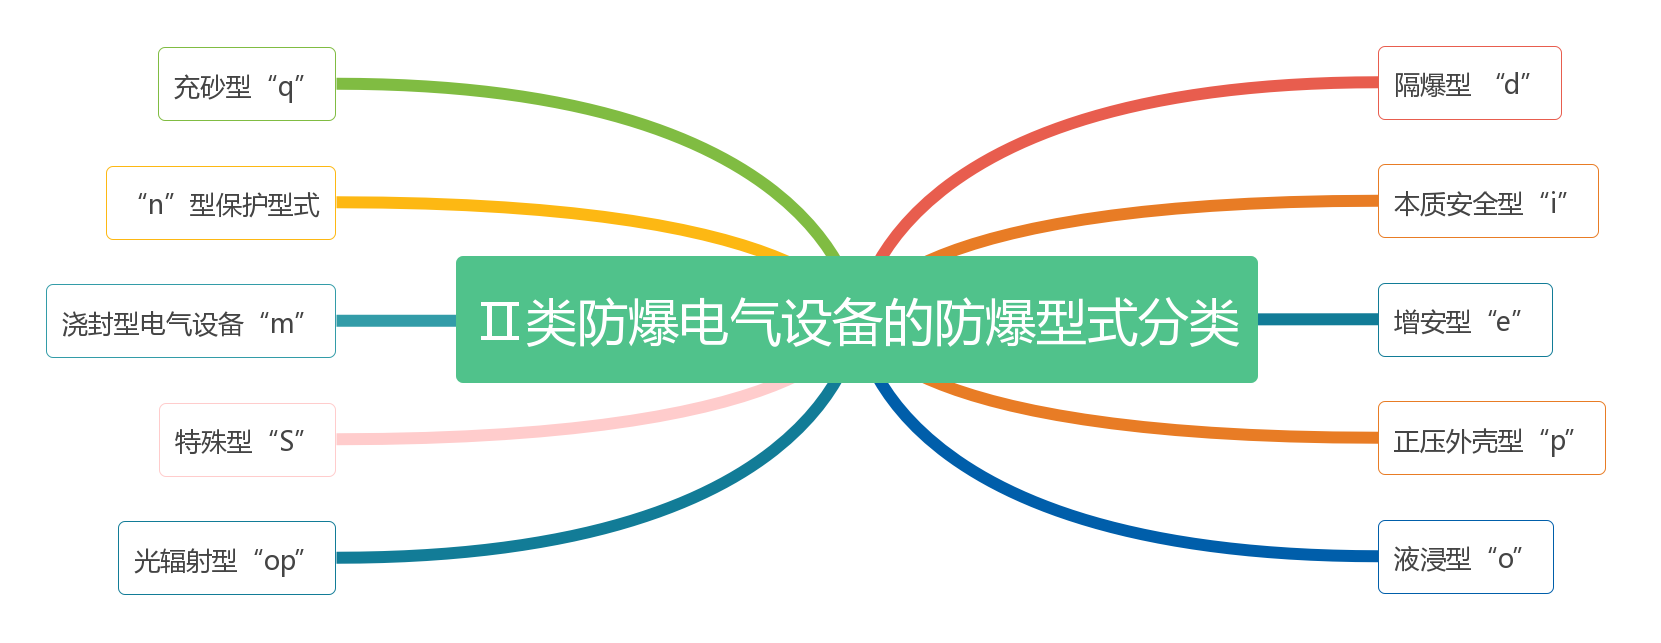 Ⅱ类防爆电气设备的防爆型式分类
隔爆型 “d”
本质安全型“i”
增安型“e”
正压外壳型“p”
液浸型“o”
充砂型“q”
“n”型保护型式
浇封型电气设备“m”
特殊型“S”
光辐射型“op”